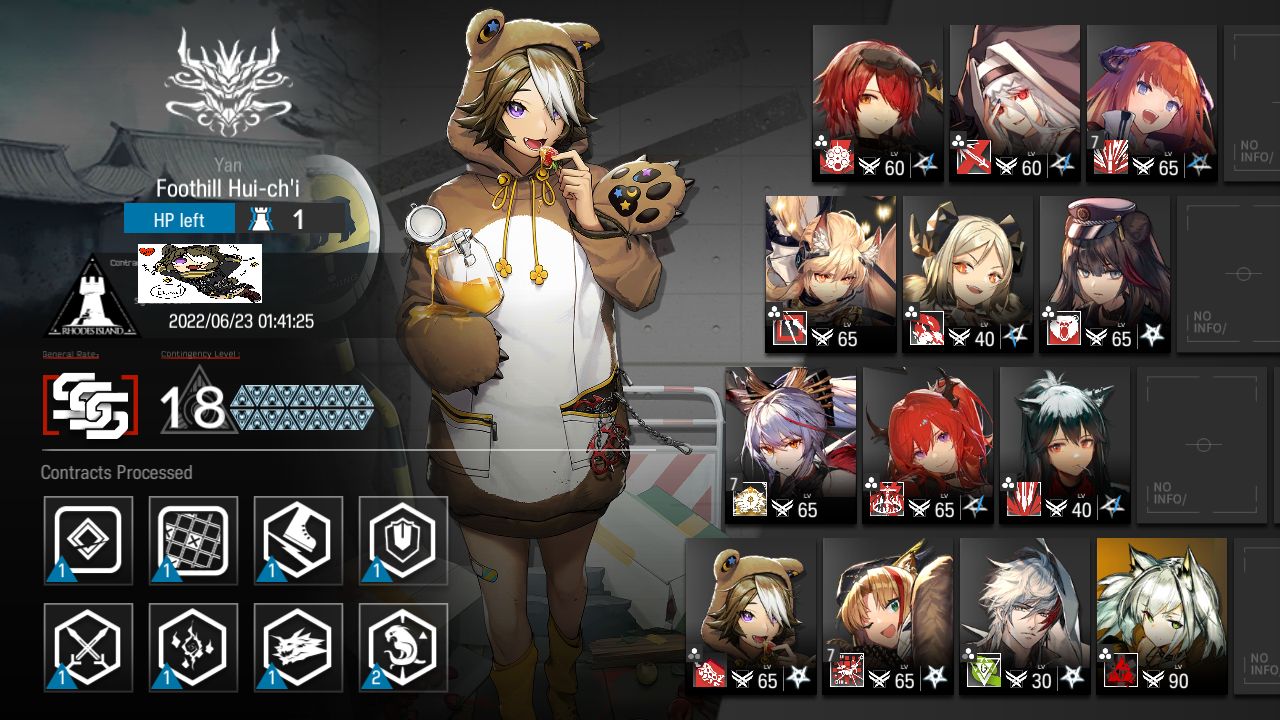 Yan
Foothill Hui-ch'i
HP left 1
Contra
RHODES ISLAND
2022/06/23 01:41:25
General Rate:
Contingency Level:
SSS
18
Contracts Processed
1 1 1 1
1 1 1 2
LV 60
LV 60
7 LV 65
NO INFO/
LV 65
LV 40
LV 65
NO INFO/
7 LV 65
LV 65
LV 40
NO INFO/
LV 65
7 LV 65
LV 30
LV 90
NO INFO